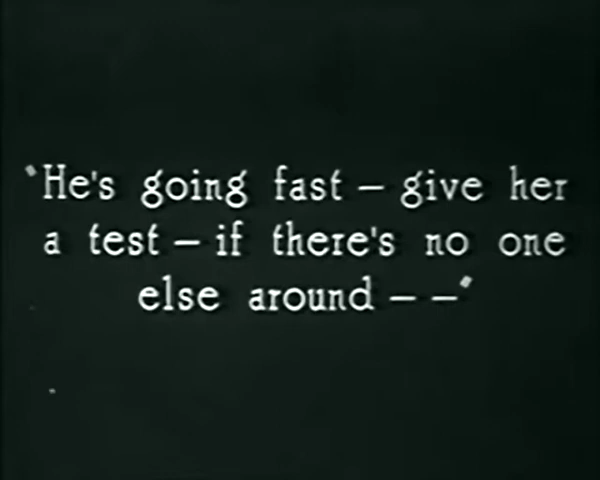 "He's going fast — give her
a test — if there's no one
else around — —"